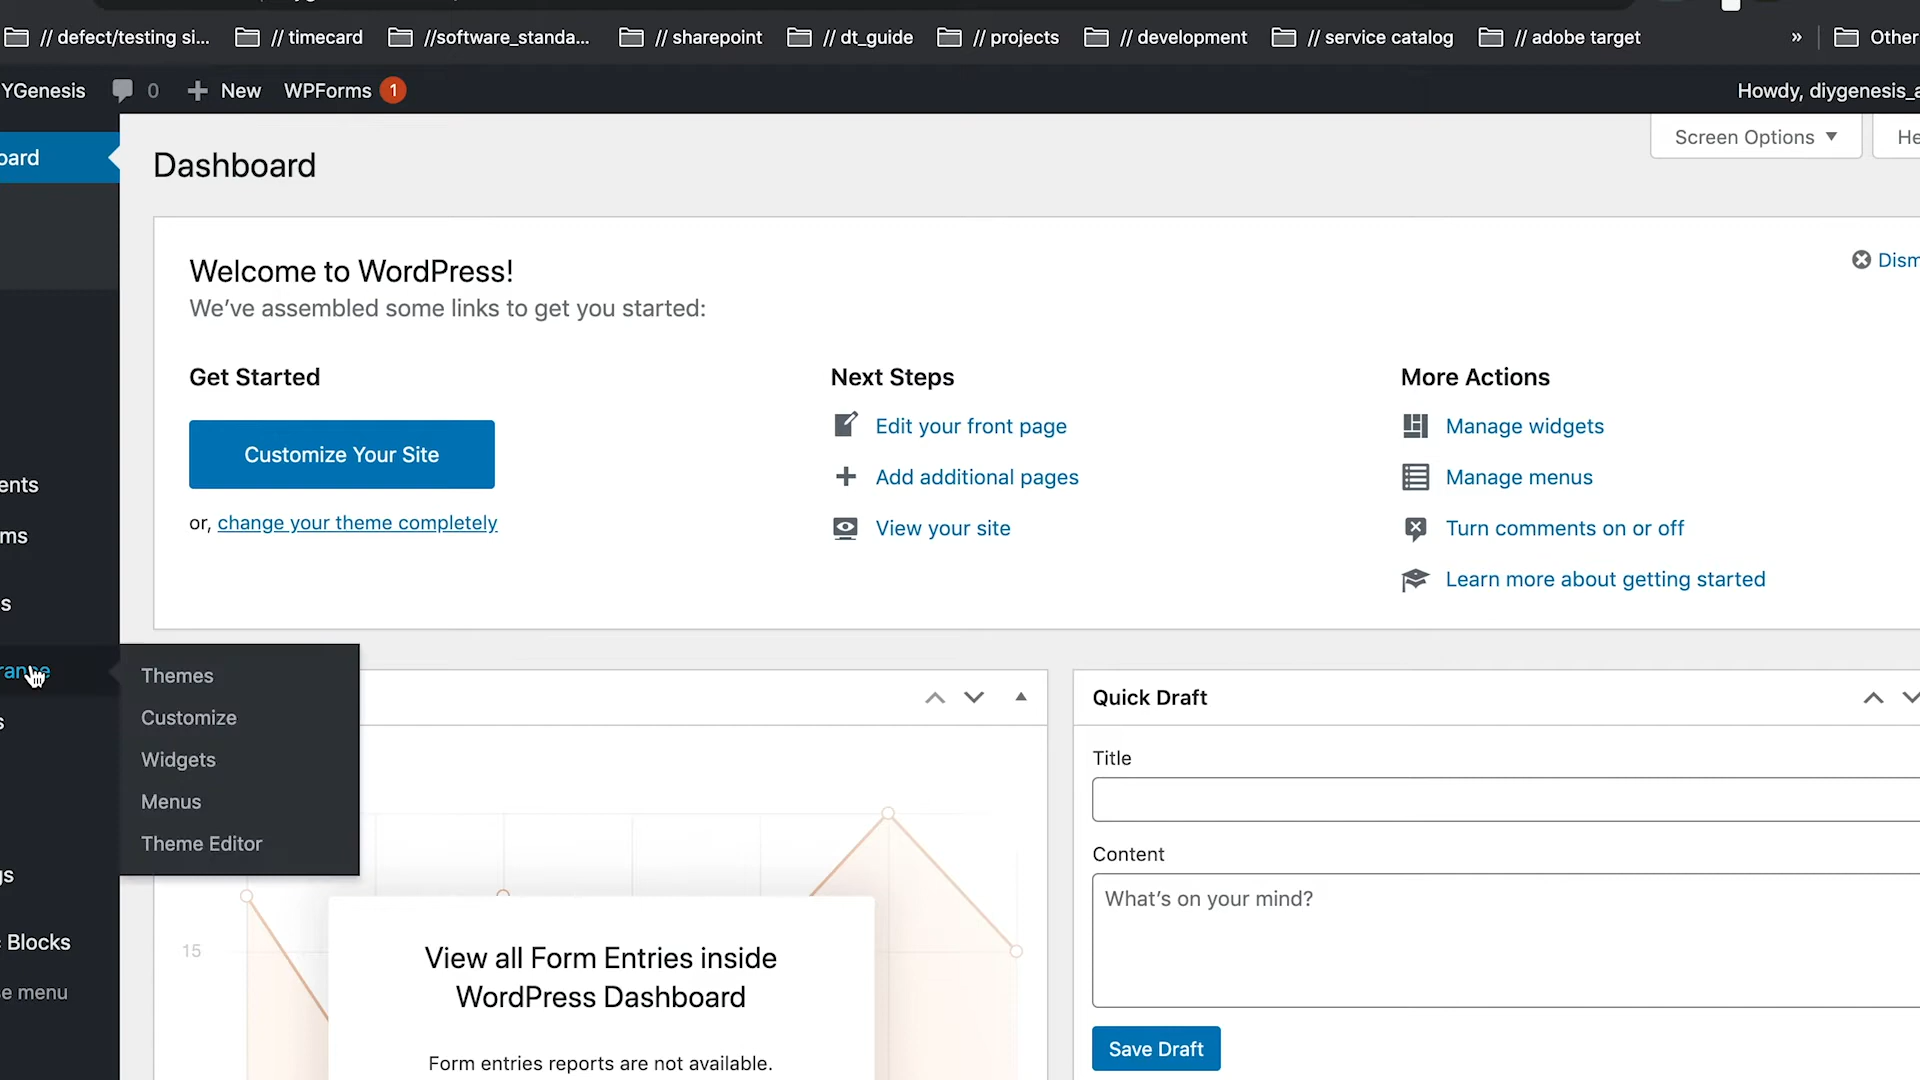 // defect/testing si... // timecard //software_standa... // sharepoint // dt_guide // projects // development // service catalog // adobe target » Other
YGenesis 0 + New WPForms 1 Howdy, diygenesis_a
Screen Options ▼ He
oard
Dashboard
Welcome to WordPress!
Dism
We've assembled some links to get you started:
Get Started
Next Steps
More Actions
Customize Your Site
Edit your front page
Manage widgets
Add additional pages
Manage menus
or, change your theme completely
View your site
Turn comments on or off
Learn more about getting started
ents
ms
s
rance
s
gs
Blocks
e menu
Themes
Customize
Widgets
Menus
Theme Editor
Quick Draft
Title
Content
What's on your mind?
Save Draft
15
View all Form Entries inside
WordPress Dashboard
Form entries reports are not available.